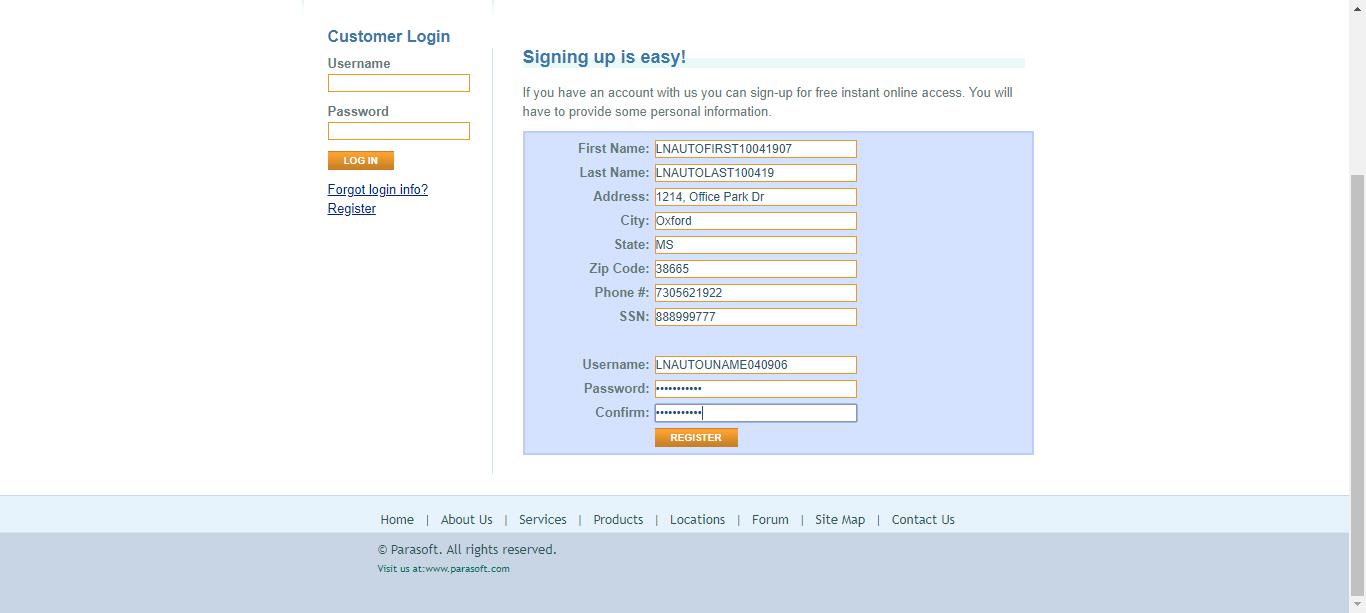 Customer Login
Username
Password
LOG IN
Forgot login info?
Register
Signing up is easy!
If you have an account with us you can sign-up for free instant online access. You will
have to provide some personal information.
First Name: LNAUTOFIRST10041907
Last Name: LNAUTOLAST100419
Address: 1214, Office Park Dr
City: Oxford
State: MS
Zip Code: 38665
Phone #: 7305621922
SSN: 888999777
Username: LNAUTOUNAME040906
Password: •••••••••••
Confirm: •••••••••••
REGISTER
Home | About Us | Services | Products | Locations | Forum | Site Map | Contact Us
© Parasoft. All rights reserved.
Visit us at:www.parasoft.com